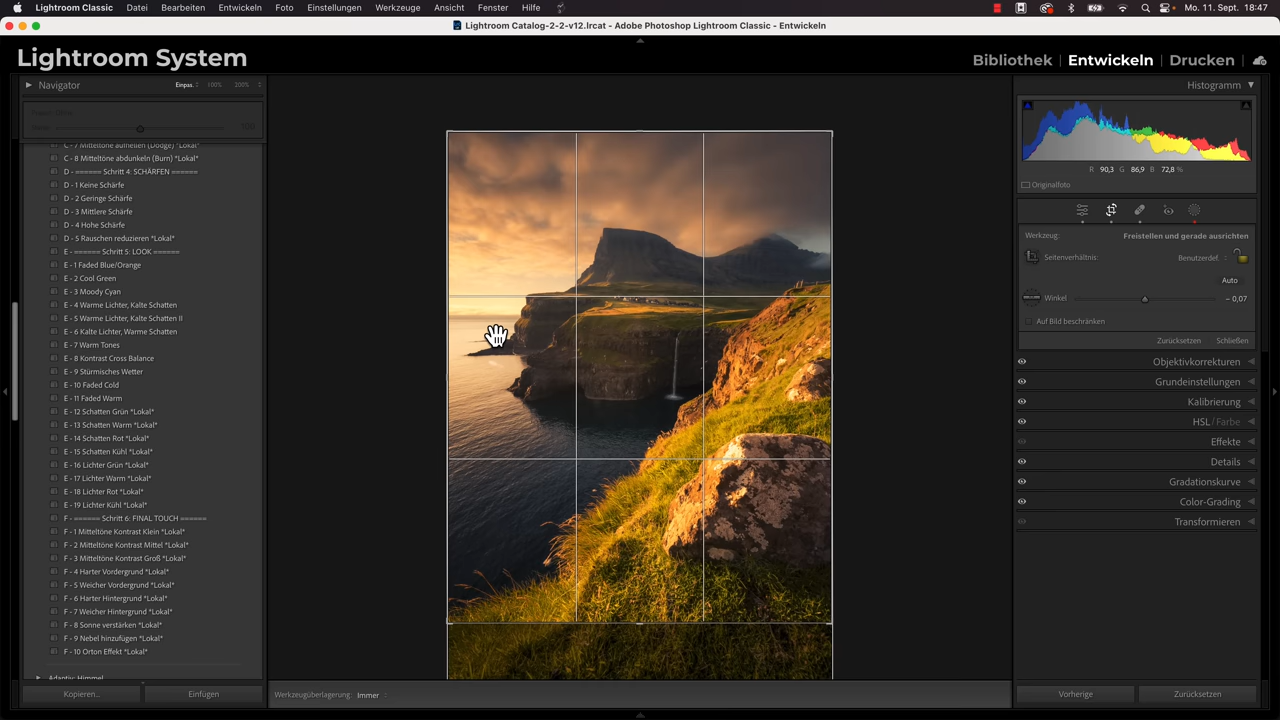 Lightroom Classic Datei Bearbeiten Entwickeln Foto Einstellungen Werkzeuge Ansicht Fenster Hilfe Mo. 11. Sept. 18:47
Lightroom Catalog-2-2-v12.lrcat - Adobe Photoshop Lightroom Classic - Entwickeln
Lightroom System
Bibliothek | Entwickeln | Drucken
Navigator Einpas. 100% 200%
C - 7 Mitteltöne aufhellen (Dodge) *Lokal*
C - 8 Mitteltöne abdunkeln (Burn) *Lokal*
D - ====== Schritt 4: SCHÄRFEN ======
D - 1 Keine Schärfe
D - 2 Geringe Schärfe
D - 3 Mittlere Schärfe
D - 4 Hohe Schärfe
D - 5 Rauschen reduzieren *Lokal*
E - ====== Schritt 5: LOOK ======
E - 1 Faded Blue/Orange
E - 2 Cool Green
E - 3 Moody Cyan
E - 4 Warme Lichter, Kalte Schatten
E - 5 Warme Lichter, Kalte Schatten II
E - 6 Kalte Lichter, Warme Schatten
E - 7 Warm Tones
E - 8 Kontrast Cross Balance
E - 9 Stürmisches Wetter
E - 10 Faded Cold
E - 11 Faded Warm
E - 12 Schatten Grün *Lokal*
E - 13 Schatten Warm *Lokal*
E - 14 Schatten Rot *Lokal*
E - 15 Schatten Kühl *Lokal*
E - 16 Lichter Grün *Lokal*
E - 17 Lichter Warm *Lokal*
E - 18 Lichter Rot *Lokal*
E - 19 Lichter Kühl *Lokal*
F - ====== Schritt 6: FINAL TOUCH ======
F - 1 Mitteltöne Kontrast Klein *Lokal*
F - 2 Mitteltöne Kontrast Mittel *Lokal*
F - 3 Mitteltöne Kontrast Groß *Lokal*
F - 4 Harter Vordergrund *Lokal*
F - 5 Weicher Vordergrund *Lokal*
F - 6 Harter Hintergrund *Lokal*
F - 7 Weicher Hintergrund *Lokal*
F - 8 Sonne verstärken *Lokal*
F - 9 Nebel hinzufügen *Lokal*
F - 10 Orton Effekt *Lokal*
Adaptiv: Himmel
Kopieren... Einfügen
Werkzeugüberlagerung: Immer
Histogramm
R 90,3 G 86,9 B 72,8 %
Originalfoto
Werkzeug: Freistellen und gerade ausrichten
Seitenverhältnis: Benutzerdef.
Auto
Winkel – 0,07
Auf Bild beschränken
Zurücksetzen Schließen
Objektivkorrekturen
Grundeinstellungen
Kalibrierung
HSL / Farbe
Effekte
Details
Gradationskurve
Color-Grading
Transformieren
Vorherige Zurücksetzen